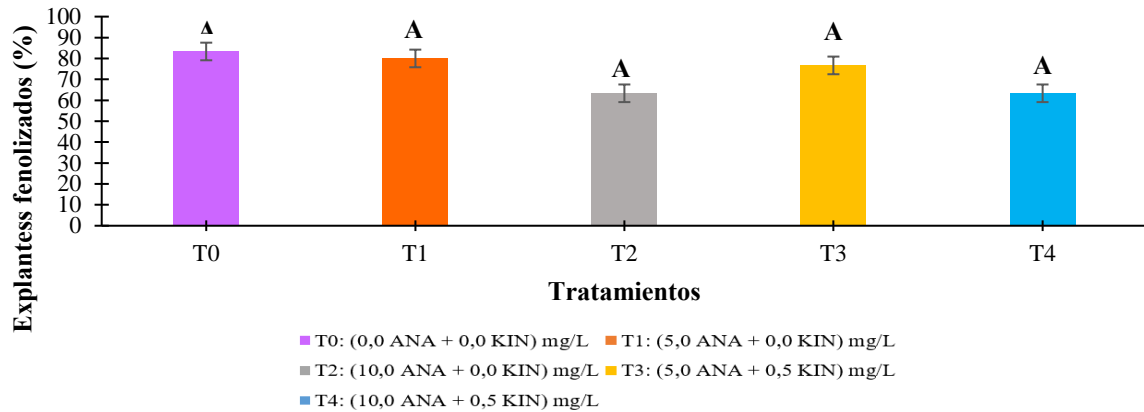 Explantess fenolizados (%)
100
90
80
70
60
50
40
30
20
10
0
A A A A A
T0 T1 T2 T3 T4
Tratamientos
T0: (0,0 ANA + 0,0 KIN) mg/L T1: (5,0 ANA + 0,0 KIN) mg/L
T2: (10,0 ANA + 0,0 KIN) mg/L T3: (5,0 ANA + 0,5 KIN) mg/L
T4: (10,0 ANA + 0,5 KIN) mg/L